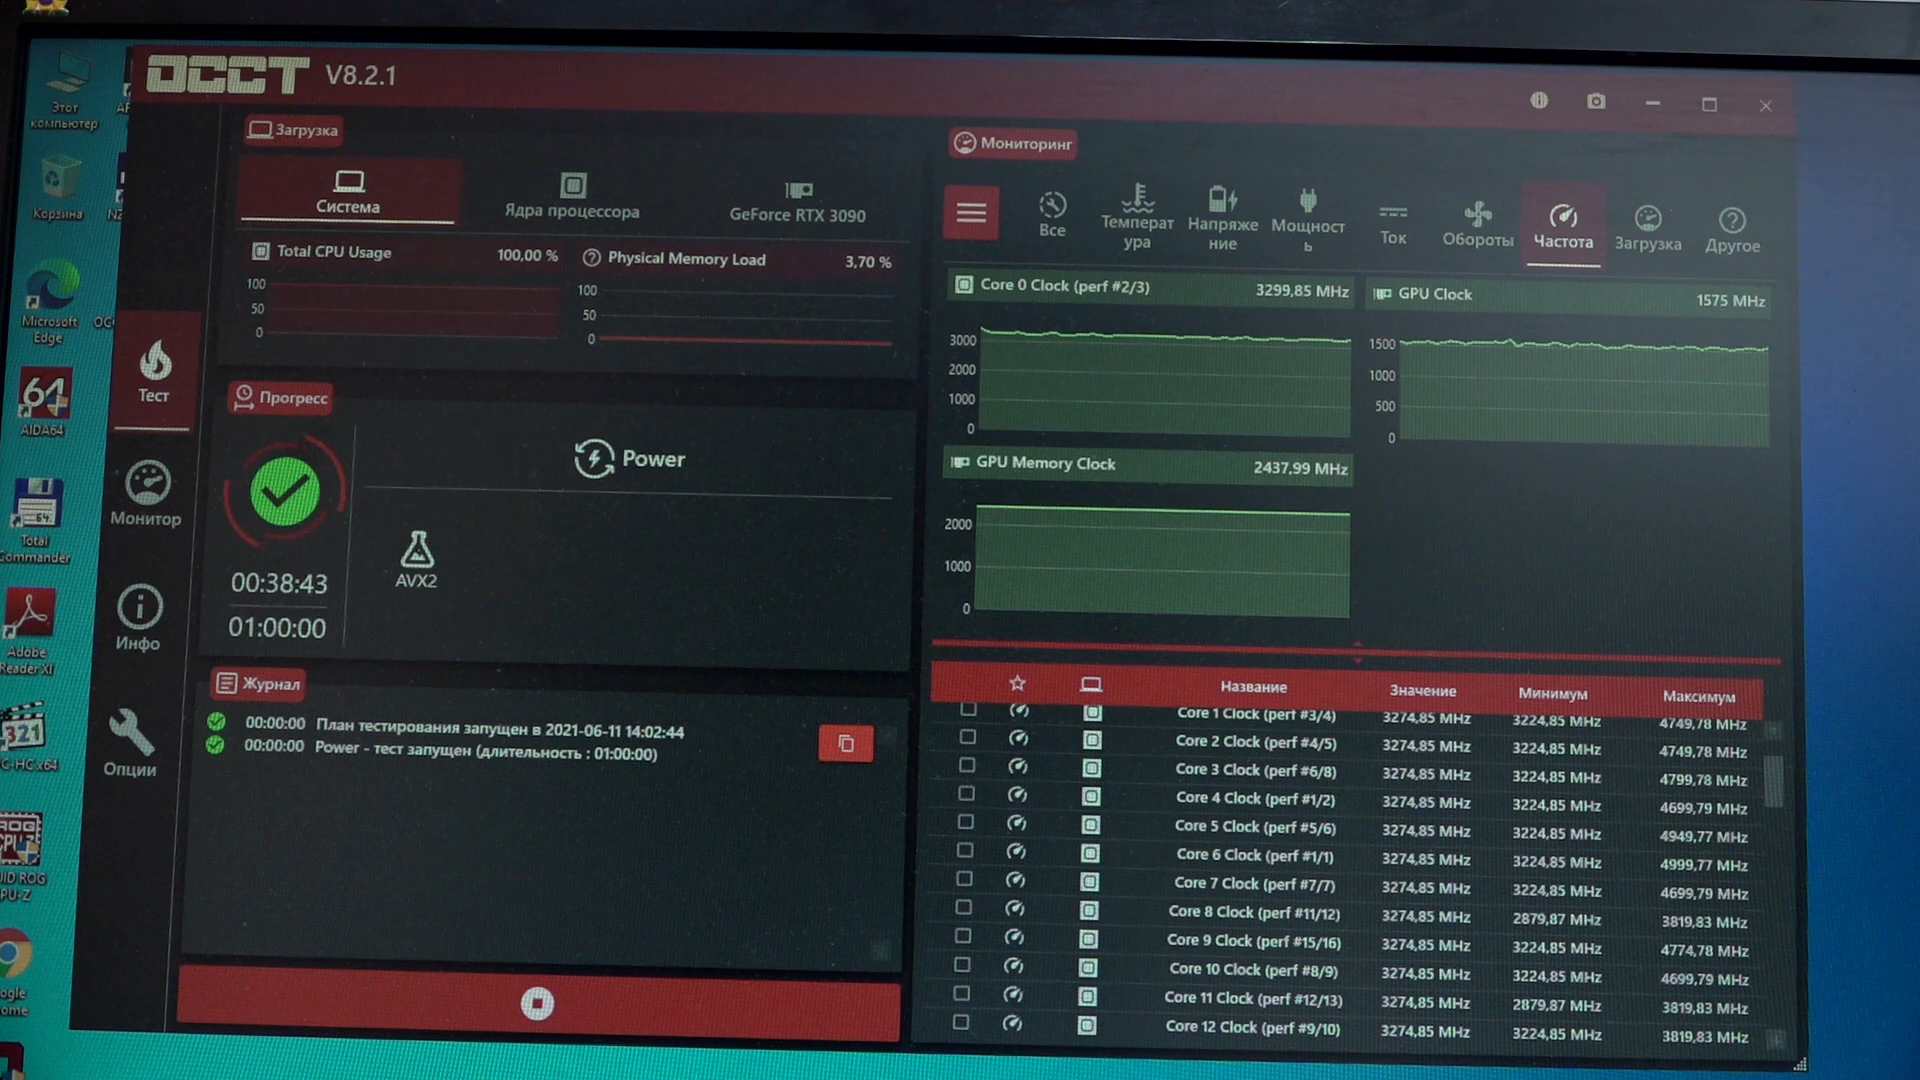 OCCT V8.2.1
Этот
компьютер
Корзина
Microsoft
Edge
64
AIDA64
64
Total
Commander
Adobe
Reader XI
321
ROG
CPU-Z
Загрузка
Система
Ядра процессора
GeForce RTX 3090
Total CPU Usage 100,00 %
100
50
0
Physical Memory Load 3,70 %
100
50
0
Тест
Монитор
Инфо
Опции
Прогресс
Power
AVX2
00:38:43
01:00:00
Журнал
00:00:00 План тестирования запущен в 2021-06-11 14:02:44
00:00:00 Power - тест запущен (длительность : 01:00:00)
Мониторинг
Все
Температ
ура
Напряже
ние
Мощност
ь
Ток
Обороты
Частота
Загрузка
Другое
Core 0 Clock (perf #2/3) 3299,85 MHz
3000
2000
1000
0
GPU Clock 1575 MHz
1500
1000
500
0
GPU Memory Clock 2437,99 MHz
2000
1000
0
Название Значение Минимум Максимум
Core 1 Clock (perf #3/4) 3274,85 MHz 3224,85 MHz 4749,78 MHz
Core 2 Clock (perf #4/5) 3274,85 MHz 3224,85 MHz 4749,78 MHz
Core 3 Clock (perf #6/8) 3274,85 MHz 3224,85 MHz 4799,78 MHz
Core 4 Clock (perf #1/2) 3274,85 MHz 3224,85 MHz 4699,79 MHz
Core 5 Clock (perf #5/6) 3274,85 MHz 3224,85 MHz 4949,77 MHz
Core 6 Clock (perf #1/1) 3274,85 MHz 3224,85 MHz 4999,77 MHz
Core 7 Clock (perf #7/7) 3274,85 MHz 3224,85 MHz 4699,79 MHz
Core 8 Clock (perf #11/12) 3274,85 MHz 2879,87 MHz 3819,83 MHz
Core 9 Clock (perf #15/16) 3274,85 MHz 3224,85 MHz 4774,78 MHz
Core 10 Clock (perf #8/9) 3274,85 MHz 3224,85 MHz 4699,79 MHz
Core 11 Clock (perf #12/13) 3274,85 MHz 2879,87 MHz 3819,83 MHz
Core 12 Clock (perf #9/10) 3274,85 MHz 3224,85 MHz 3819,83 MHz